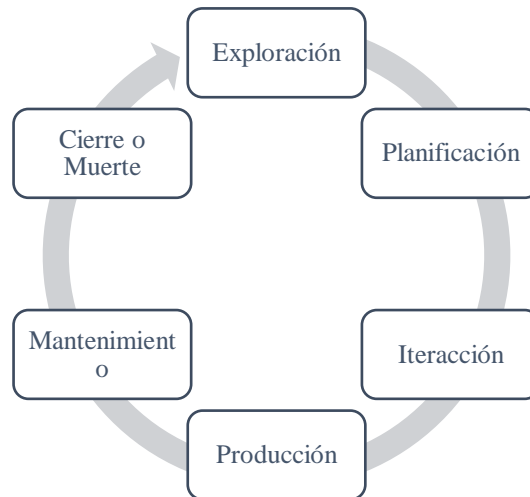 Exploración
Planificación
Iteracción
Producción
Mantenimient
o
Cierre o
Muerte